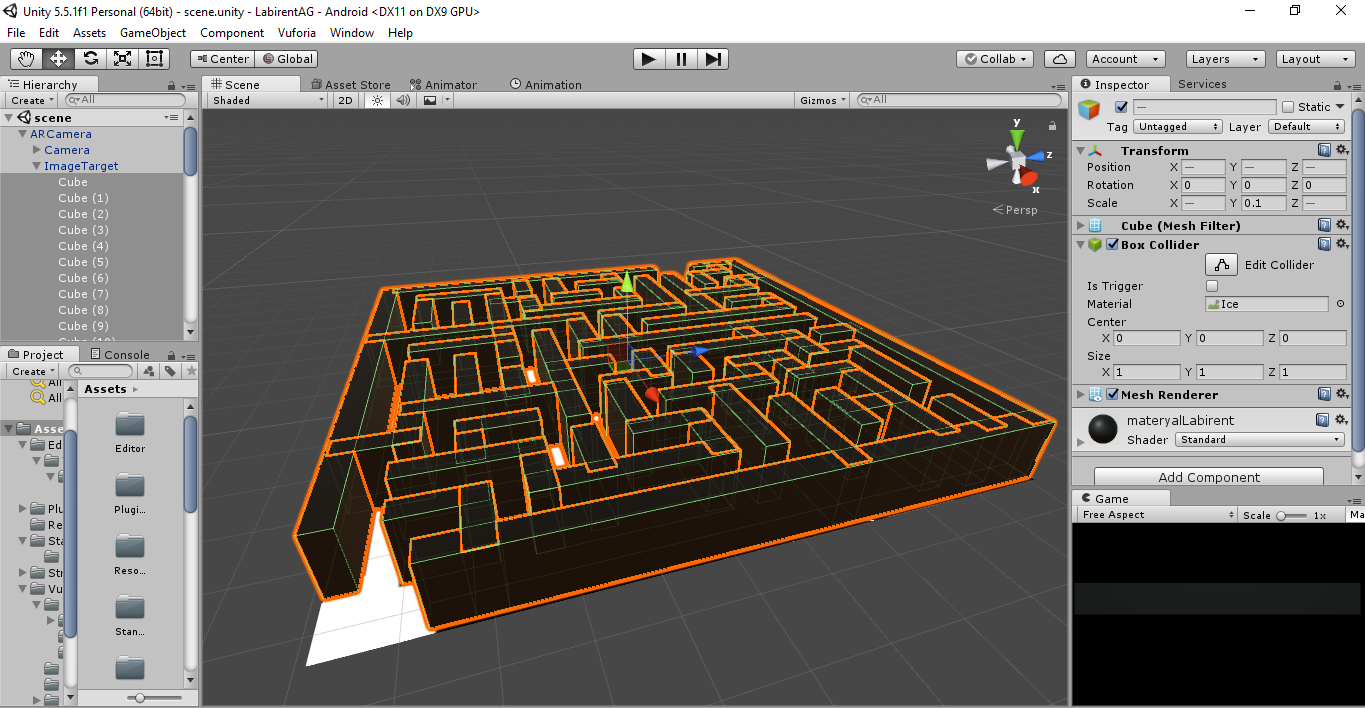 Unity 5.5.1f1 Personal (64bit) - scene.unity - LabirentAG - Android <DX11 on DX9 GPU>
File Edit Assets GameObject Component Vuforia Window Help
Center Global Collab Account Layers Layout
Hierarchy
Create All
scene
ARCamera
Camera
ImageTarget
Cube
Cube (1)
Cube (2)
Cube (3)
Cube (4)
Cube (5)
Cube (6)
Cube (7)
Cube (8)
Cube (9)
Scene Asset Store Animator Animation
Shaded 2D Gizmos All
y
z
x
Persp
Project Console
Create
All
All
Asse
Ed
Plu
Re
Sta
Str
Vu
Assets
Editor
Plugi...
Reso...
Stan...
Inspector Services
— Static
Tag Untagged Layer Default
Transform
Position X — Y — Z —
Rotation X 0 Y 0 Z 0
Scale X — Y 0.1 Z —
Cube (Mesh Filter)
Box Collider
Edit Collider
Is Trigger
Material Ice
Center
X 0 Y 0 Z 0
Size
X 1 Y 1 Z 1
Mesh Renderer
materyalLabirent
Shader Standard
Add Component
Game
Free Aspect Scale 1x Ma